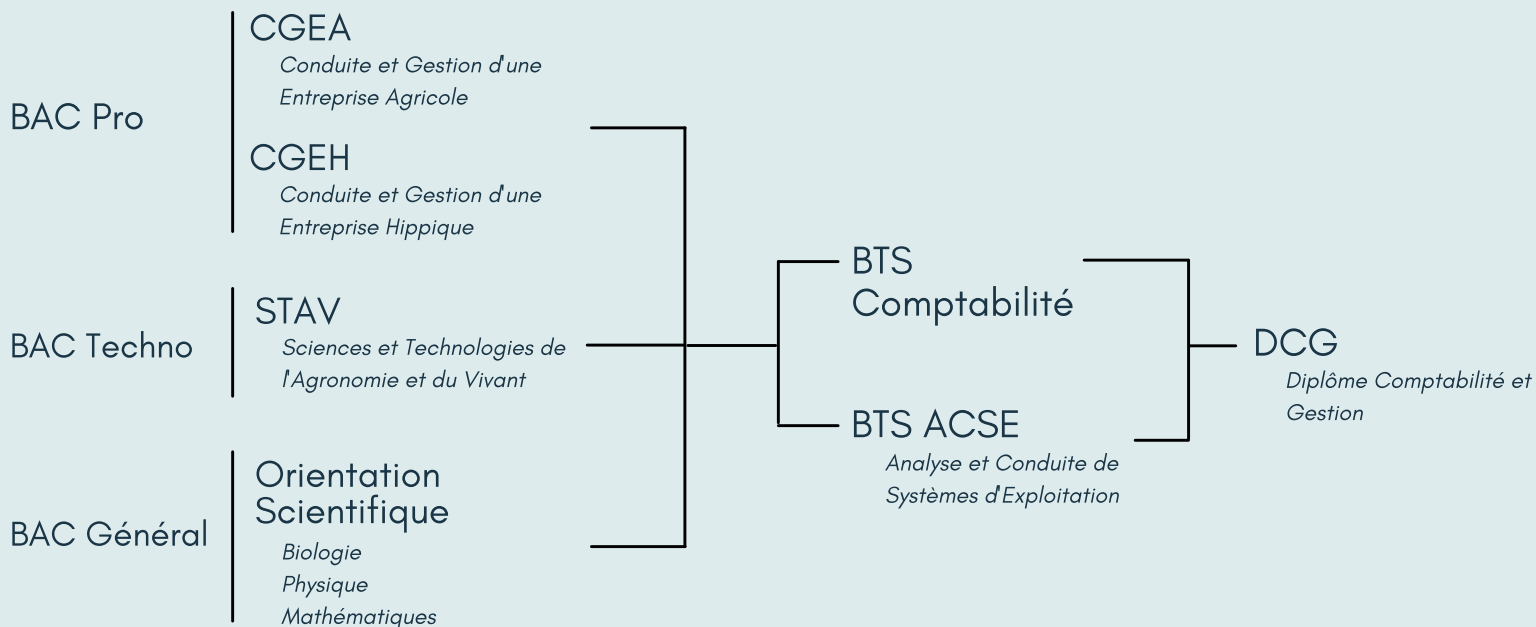 BAC Pro
CGEA
Conduite et Gestion d'une
Entreprise Agricole
CGEH
Conduite et Gestion d'une
Entreprise Hippique
BAC Techno
STAV
Sciences et Technologies de
l'Agronomie et du Vivant
BAC Général
Orientation
Scientifique
Biologie
Physique
Mathématiques
BTS
Comptabilité
BTS ACSE
Analyse et Conduite de
Systèmes d'Exploitation
DCG
Diplôme Comptabilité et
Gestion